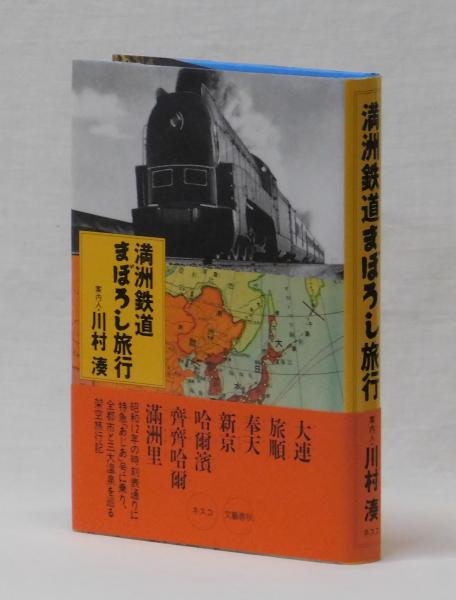 満洲鉄道
まぼろし旅行
案内人 川村湊
大連
旅順
奉天
新京
哈爾濱
齊齊哈爾
滿洲里
昭和12年の時刻表通りに
特急「あじあ」号に乗り、
全都市と三大温泉を巡る
架空旅行記
ネスコ
文藝春秋
満洲鉄道まぼろし旅行
案内人 川村湊
ネスコ